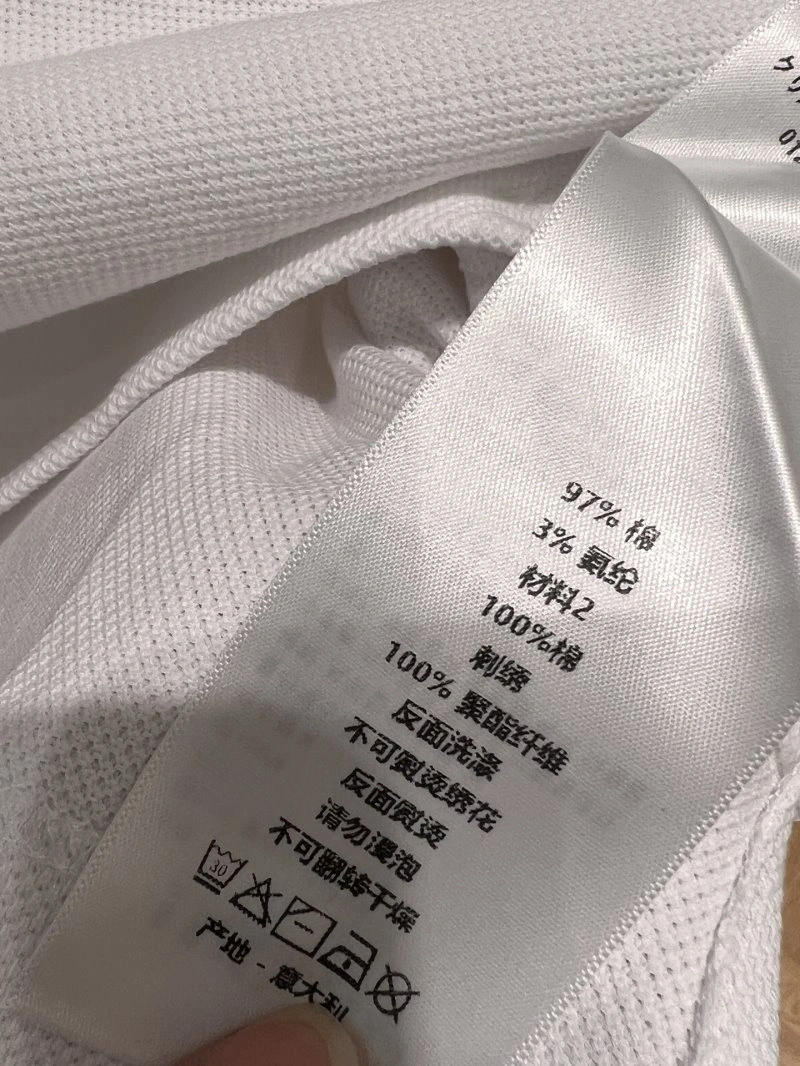 97% 棉
3% 氨纶
材料2
100%棉
刺绣
100% 聚酯纤维
反面洗涤
不可熨烫绣花
反面熨烫
请勿浸泡
不可翻转干燥
30
产地 - 意大利